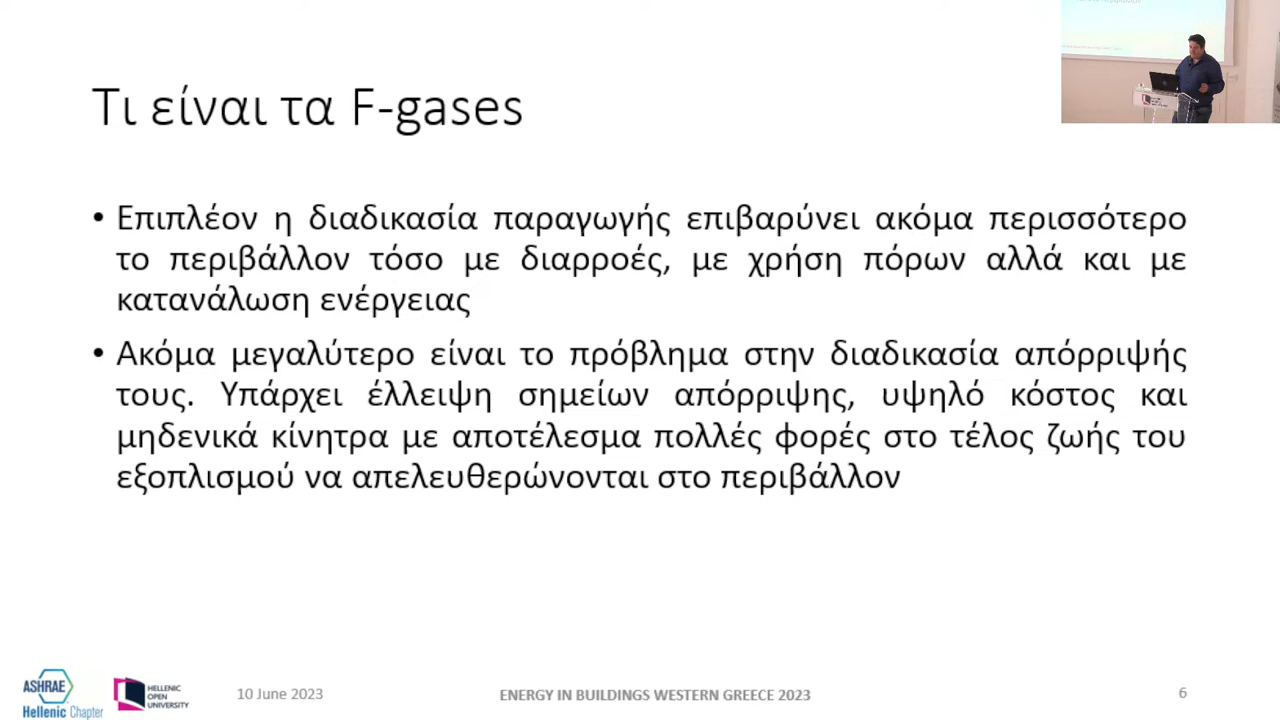 Τι είναι τα F-gases
• Επιπλέον η διαδικασία παραγωγής επιβαρύνει ακόμα περισσότερο
το περιβάλλον τόσο με διαρροές, με χρήση πόρων αλλά και με
κατανάλωση ενέργειας
• Ακόμα μεγαλύτερο είναι το πρόβλημα στην διαδικασία απόρριψής
τους. Υπάρχει έλλειψη σημείων απόρριψης, υψηλό κόστος και
μηδενικά κίνητρα με αποτέλεσμα πολλές φορές στο τέλος ζωής του
εξοπλισμού να απελευθερώνονται στο περιβάλλον
ASHRAE
Hellenic Chapter
HELLENIC
OPEN
UNIVERSITY
10 June 2023
ENERGY IN BUILDINGS WESTERN GREECE 2023
6